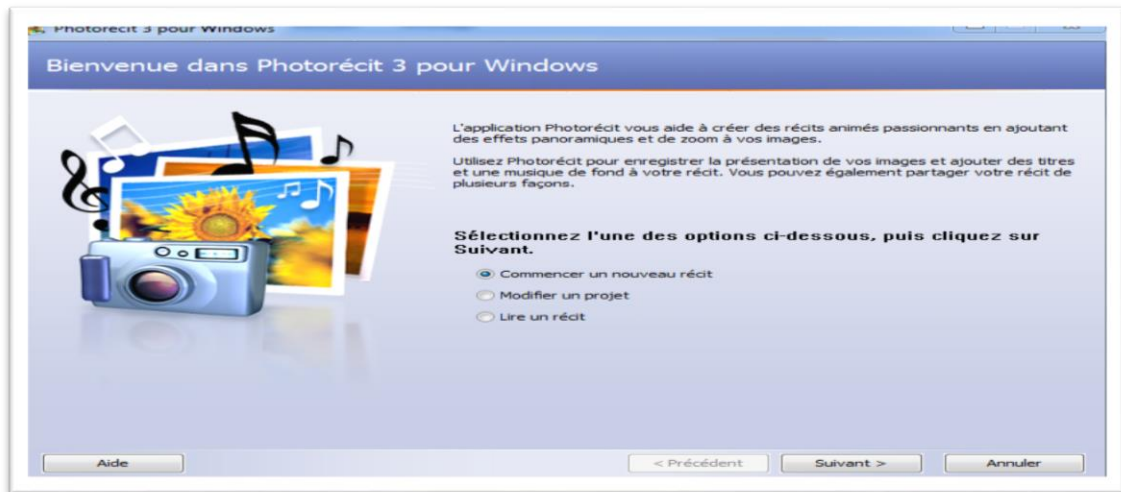 Photorécit 3 pour Windows
Bienvenue dans Photorécit 3 pour Windows
L'application Photorécit vous aide à créer des récits animés passionnants en ajoutant
des effets panoramiques et de zoom à vos images.
Utilisez Photorécit pour enregistrer la présentation de vos images et ajouter des titres
et une musique de fond à votre récit. Vous pouvez également partager votre récit de
plusieurs façons.
Sélectionnez l'une des options ci-dessous, puis cliquez sur
Suivant.
Commencer un nouveau récit
Modifier un projet
Lire un récit
Aide
< Précédent
Suivant >
Annuler